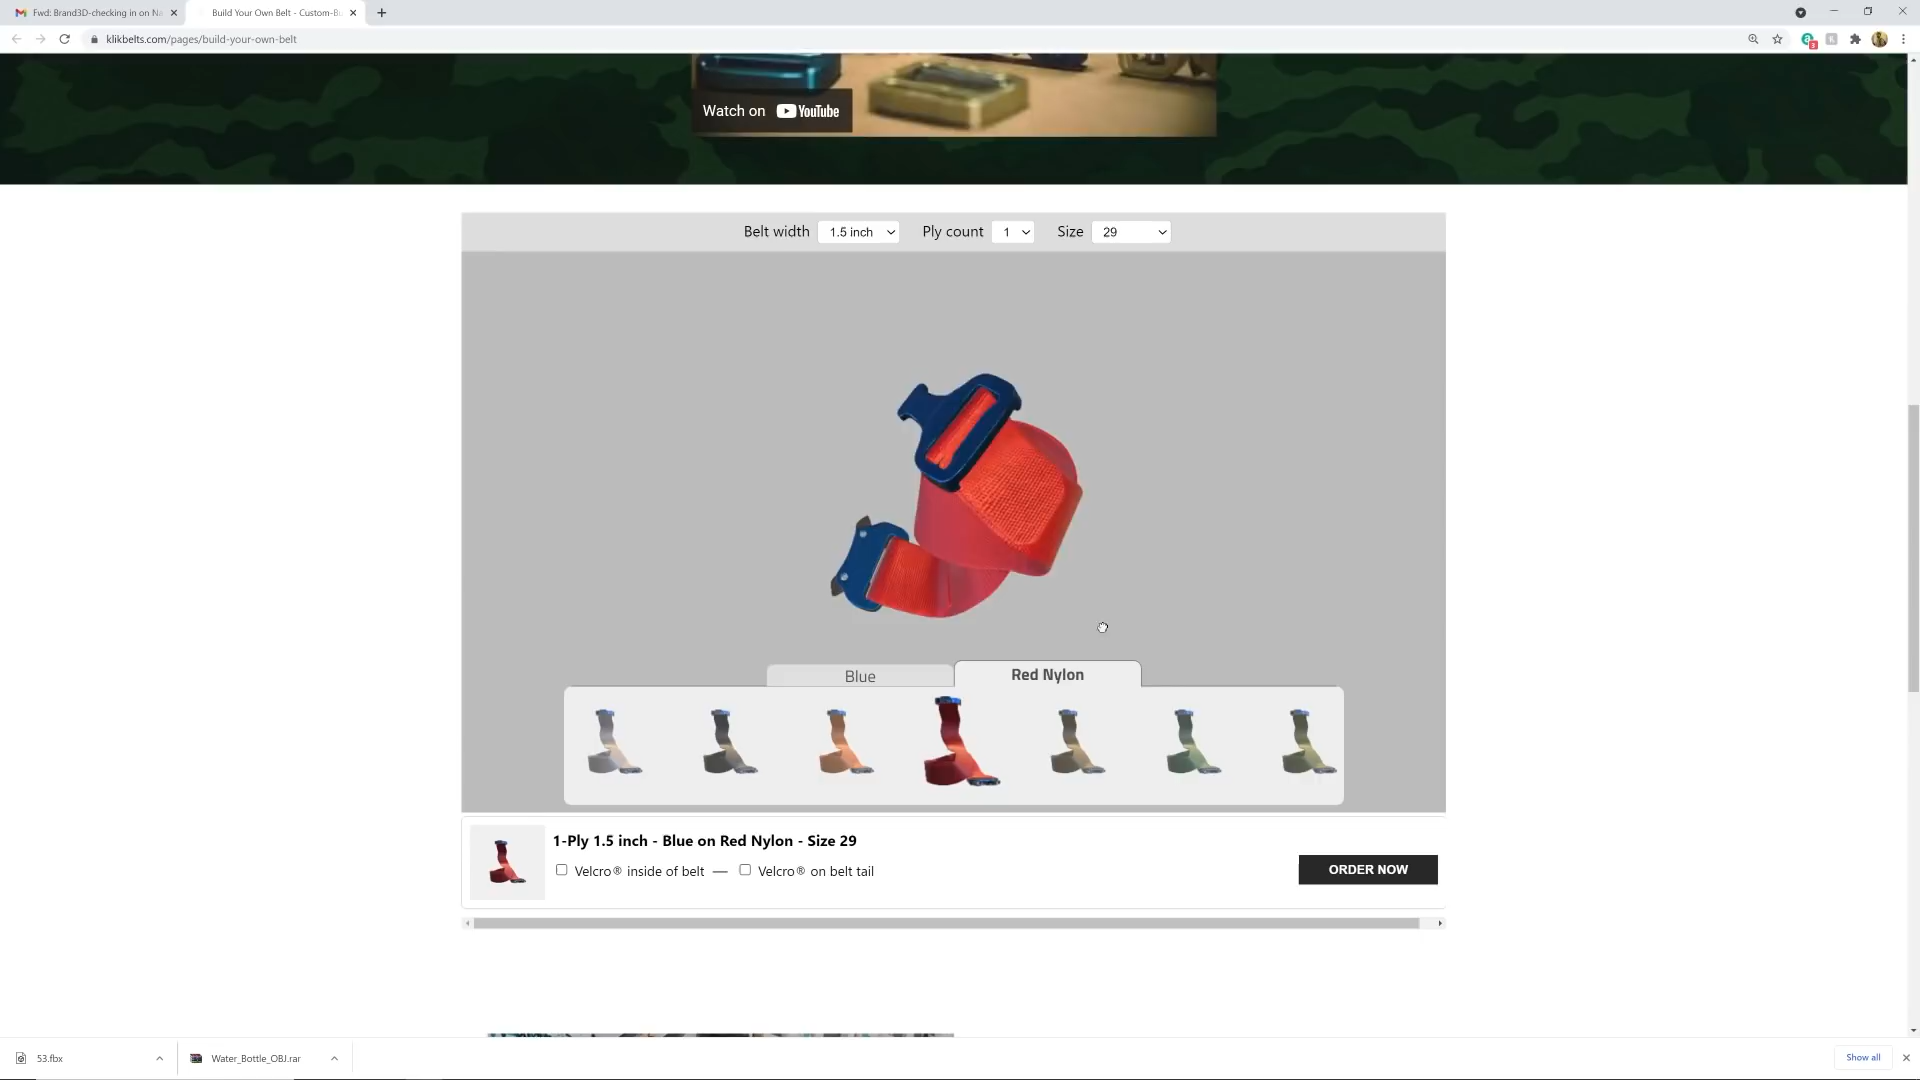 Fwd: Brand3D-checking in on Na
Build Your Own Belt - Custom-Bu
klikbelts.com/pages/build-your-own-belt
3
Watch on YouTube
Belt width 1.5 inch Ply count 1 Size 29
Blue
Red Nylon
1-Ply 1.5 inch - Blue on Red Nylon - Size 29
Velcro® inside of belt — Velcro® on belt tail
ORDER NOW
53.fbx
Water_Bottle_OBJ.rar
Show all